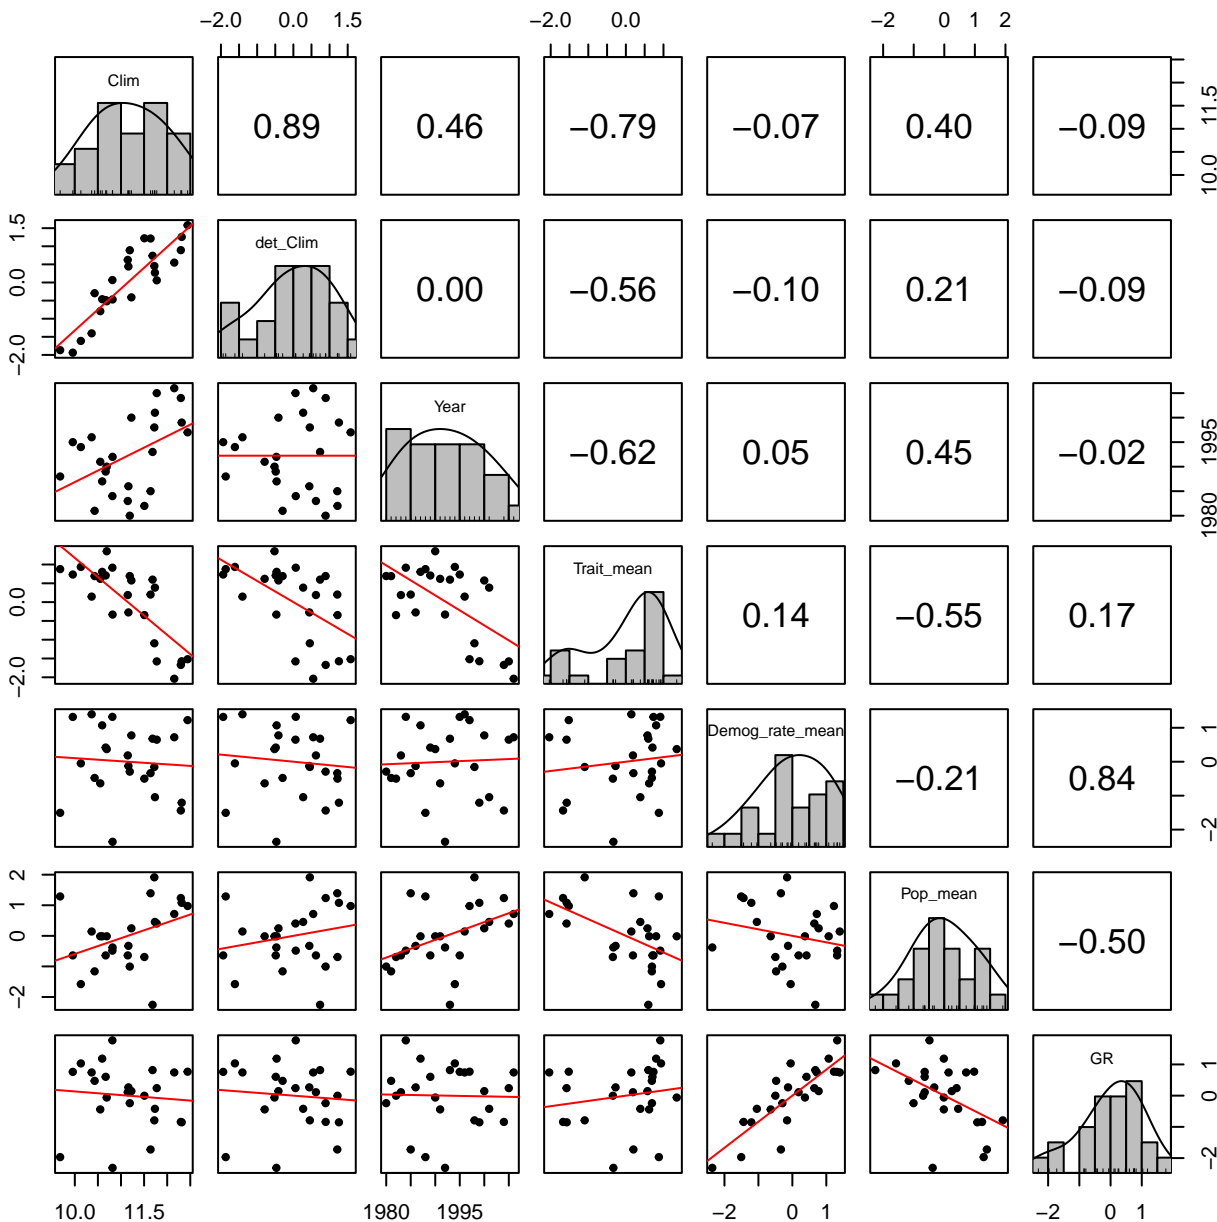 −2.0 0.0 1.5 −2.0 0.0 −2 0 1 2
Clim 0.89 0.46 −0.79 −0.07 0.40 −0.09 10.0 11.5
−2.0 0.0 1.5 det_Clim 0.00 −0.56 −0.10 0.21 −0.09
Year −0.62 0.05 0.45 −0.02 1980 1995
−2.0 0.0 Trait_mean 0.14 −0.55 0.17
Demog_rate_mean −0.21 0.84 −2 0 1
−2 0 1 2 Pop_mean −0.50
GR −2 0 1
10.0 11.5 1980 1995 −2 0 1 −2 0 1